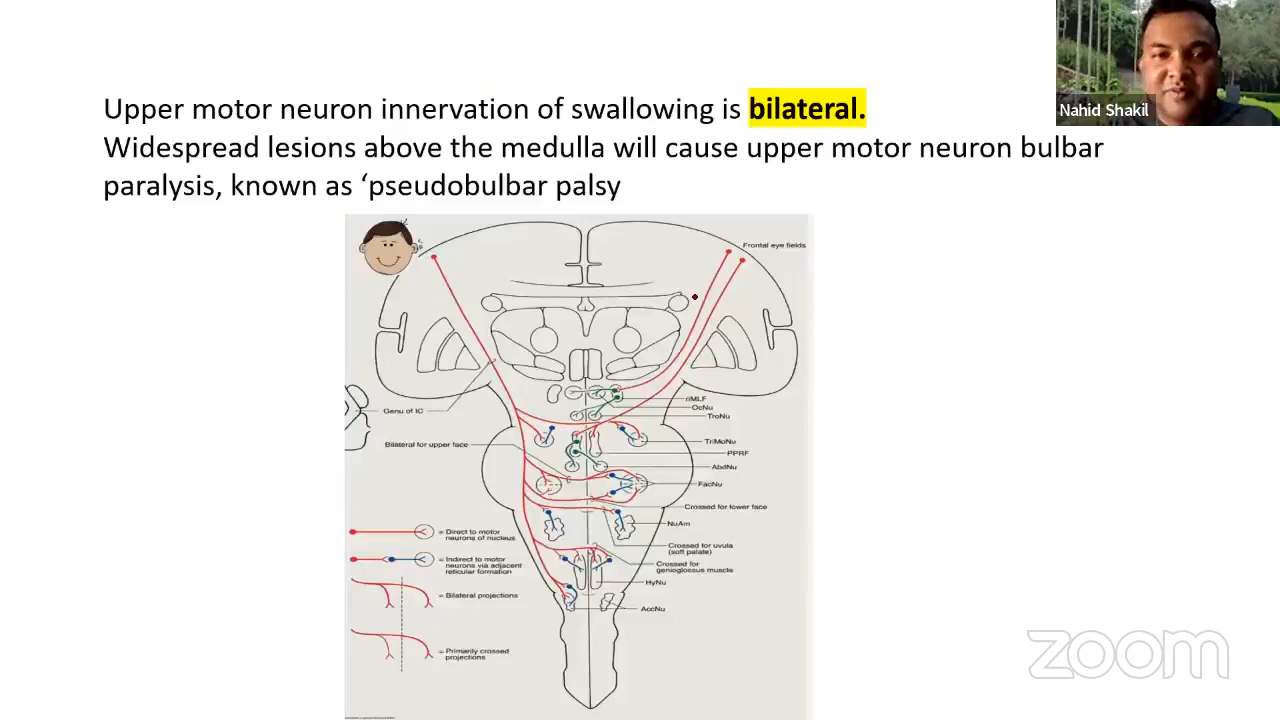 Upper motor neuron innervation of swallowing is bilateral.
Widespread lesions above the medulla will cause upper motor neuron bulbar
paralysis, known as ‘pseudobulbar palsy
Nahid Shakil
Frontal eye fields
riMLF
OcNu
TroNu
Genu of IC
Bilateral for upper face
TriMoNu
PPRF
AbdNu
FacNu
Crossed for lower face
NuAm
Crossed for uvula
(soft palate)
Crossed for
genioglossus muscle
HyNu
AccNu
= Direct to motor
neurons of nucleus
= Indirect to motor
neurons via adjacent
reticular formation
= Bilateral projections
= Primarily crossed
projections
zoom